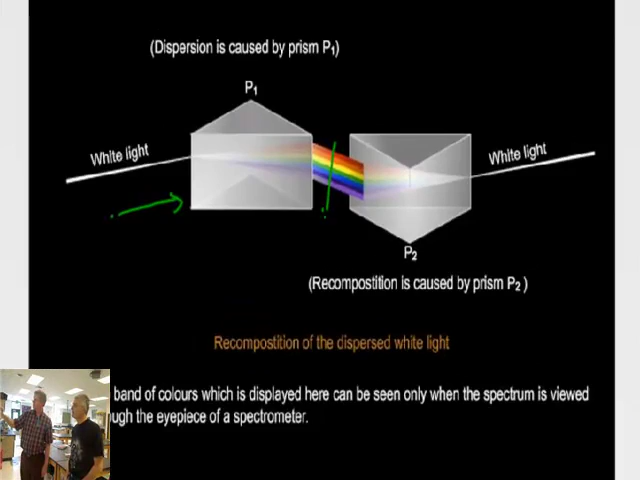 (Dispersion is caused by prism P₁)
P₁
White light
White light
P₂
(Recompostition is caused by prism P₂ )
Recompostition of the dispersed white light
band of colours which is displayed here can be seen only when the spectrum is viewed
ugh the eyepiece of a spectrometer.